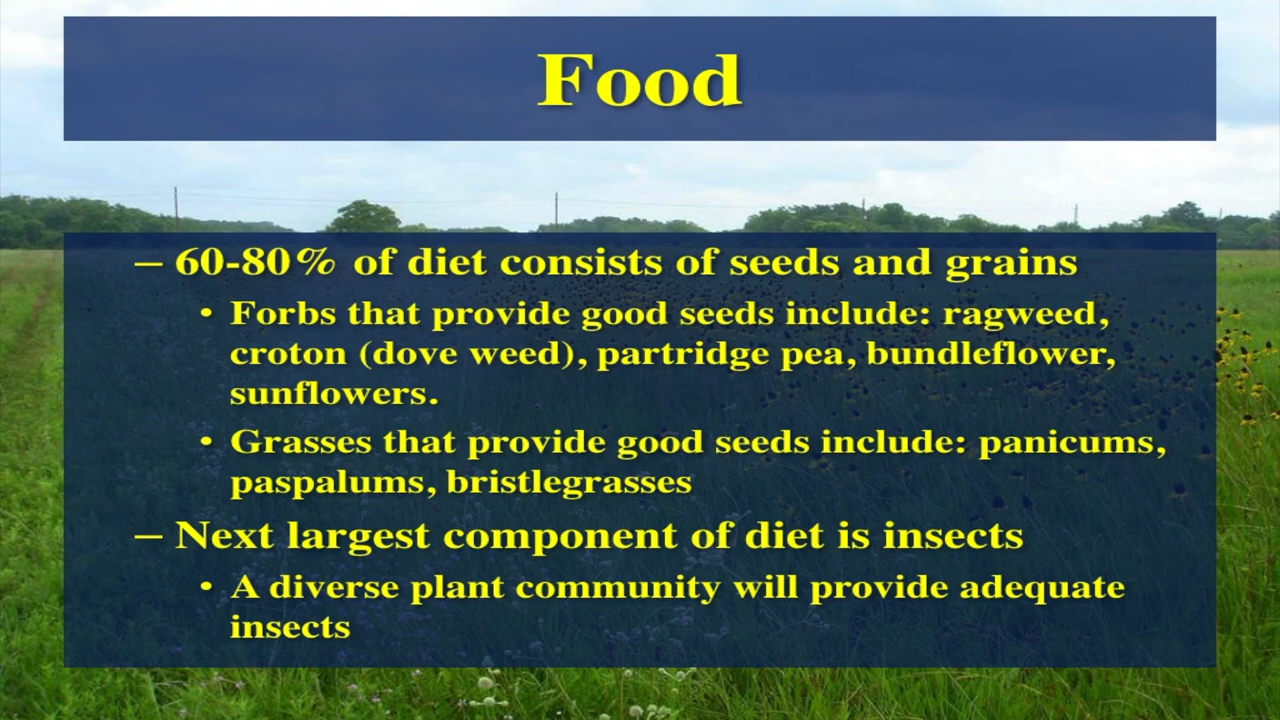 Food
– 60-80% of diet consists of seeds and grains
• Forbs that provide good seeds include: ragweed,
croton (dove weed), partridge pea, bundleflower,
sunflowers.
• Grasses that provide good seeds include: panicums,
paspalums, bristlegrasses
– Next largest component of diet is insects
• A diverse plant community will provide adequate
insects